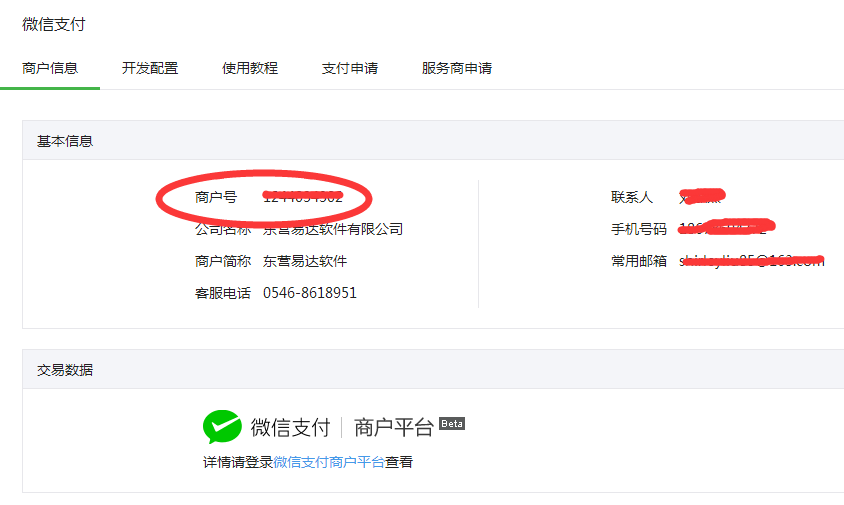 微信支付
商户信息 开发配置 使用教程 支付申请 服务商申请
基本信息
商户号
公司名称 东营易达软件有限公司
商户简称 东营易达软件
客服电话 0546-8618951
联系人
手机号码
常用邮箱
交易数据
微信支付 商户平台 Beta
详情请登录微信支付商户平台查看